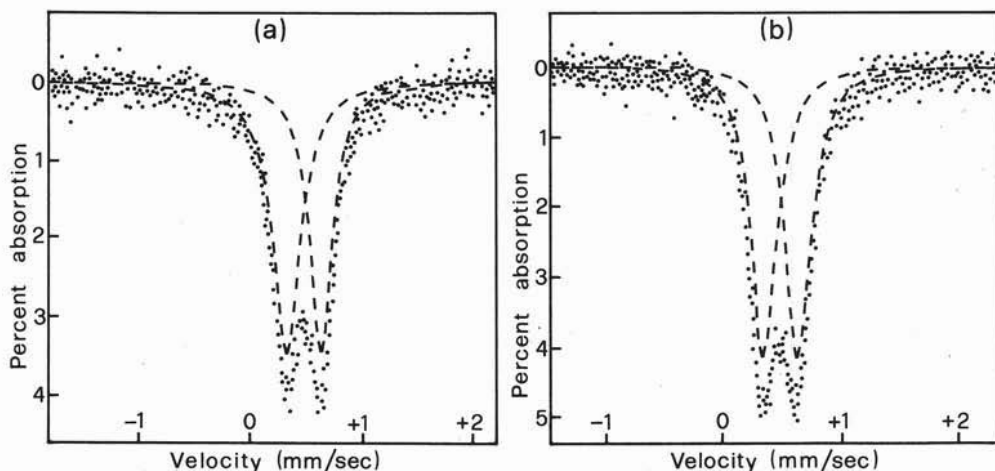 (a)
Percent absorption
0
1
2
3
4
−1 0 +1 +2
Velocity (mm/sec)
(b)
Percent absorption
0
1
2
3
4
5
−1 0 +1 +2
Velocity (mm/sec)